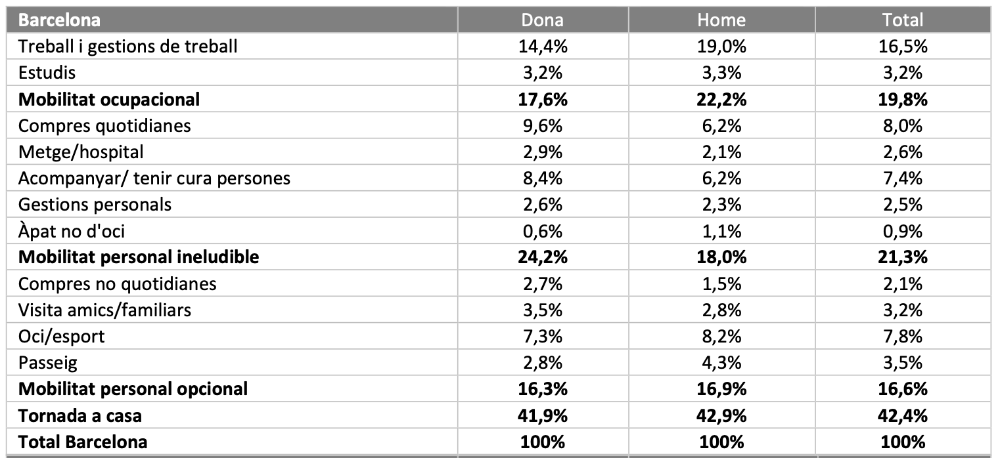 Barcelona Dona Home Total
Treball i gestions de treball 14,4% 19,0% 16,5%
Estudis 3,2% 3,3% 3,2%
Mobilitat ocupacional 17,6% 22,2% 19,8%
Compres quotidianes 9,6% 6,2% 8,0%
Metge/hospital 2,9% 2,1% 2,6%
Acompanyar/ tenir cura persones 8,4% 6,2% 7,4%
Gestions personals 2,6% 2,3% 2,5%
Àpat no d'oci 0,6% 1,1% 0,9%
Mobilitat personal ineludible 24,2% 18,0% 21,3%
Compres no quotidianes 2,7% 1,5% 2,1%
Visita amics/familiars 3,5% 2,8% 3,2%
Oci/esport 7,3% 8,2% 7,8%
Passeig 2,8% 4,3% 3,5%
Mobilitat personal opcional 16,3% 16,9% 16,6%
Tornada a casa 41,9% 42,9% 42,4%
Total Barcelona 100% 100% 100%